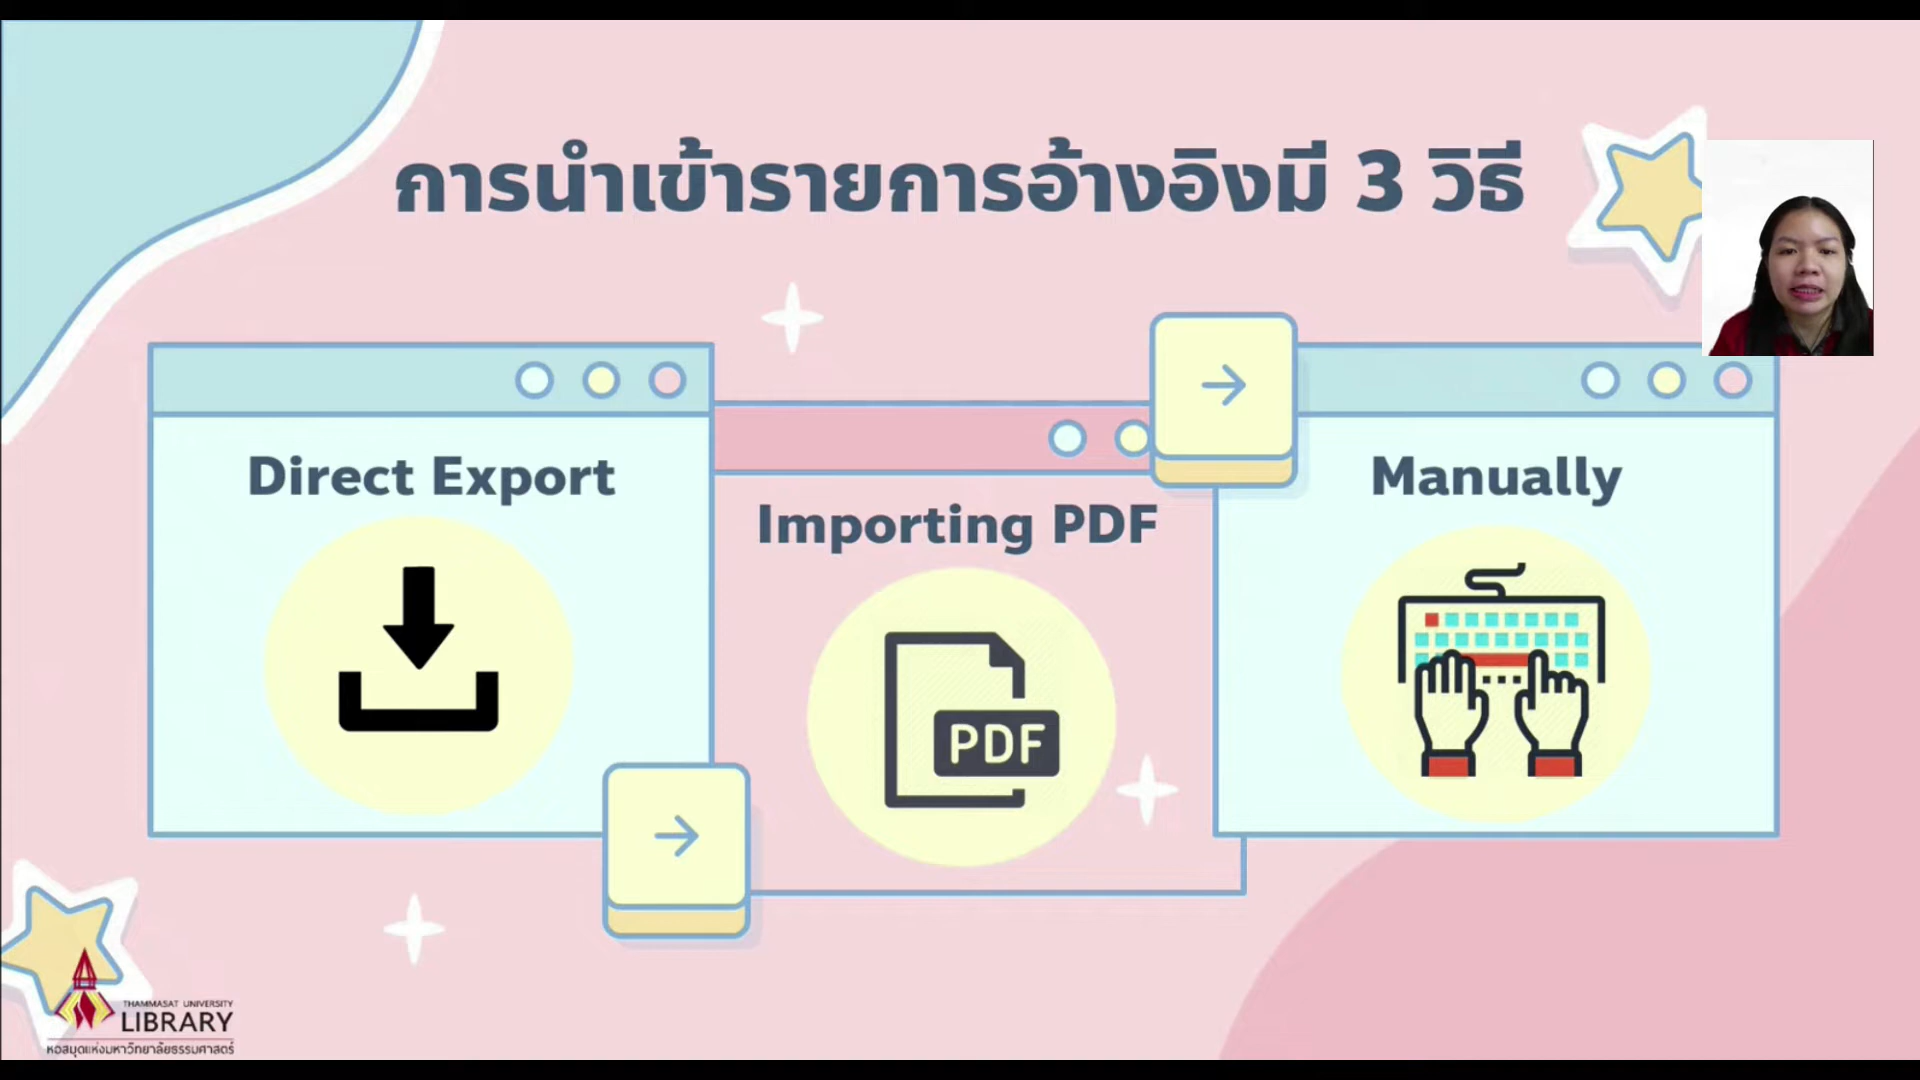 การนำเข้ารายการอ้างอิงมี 3 วิธี
Direct Export
Importing PDF
PDF
Manually
THAMMASAT UNIVERSITY
LIBRARY
หอสมุดแห่งมหาวิทยาลัยธรรมศาสตร์